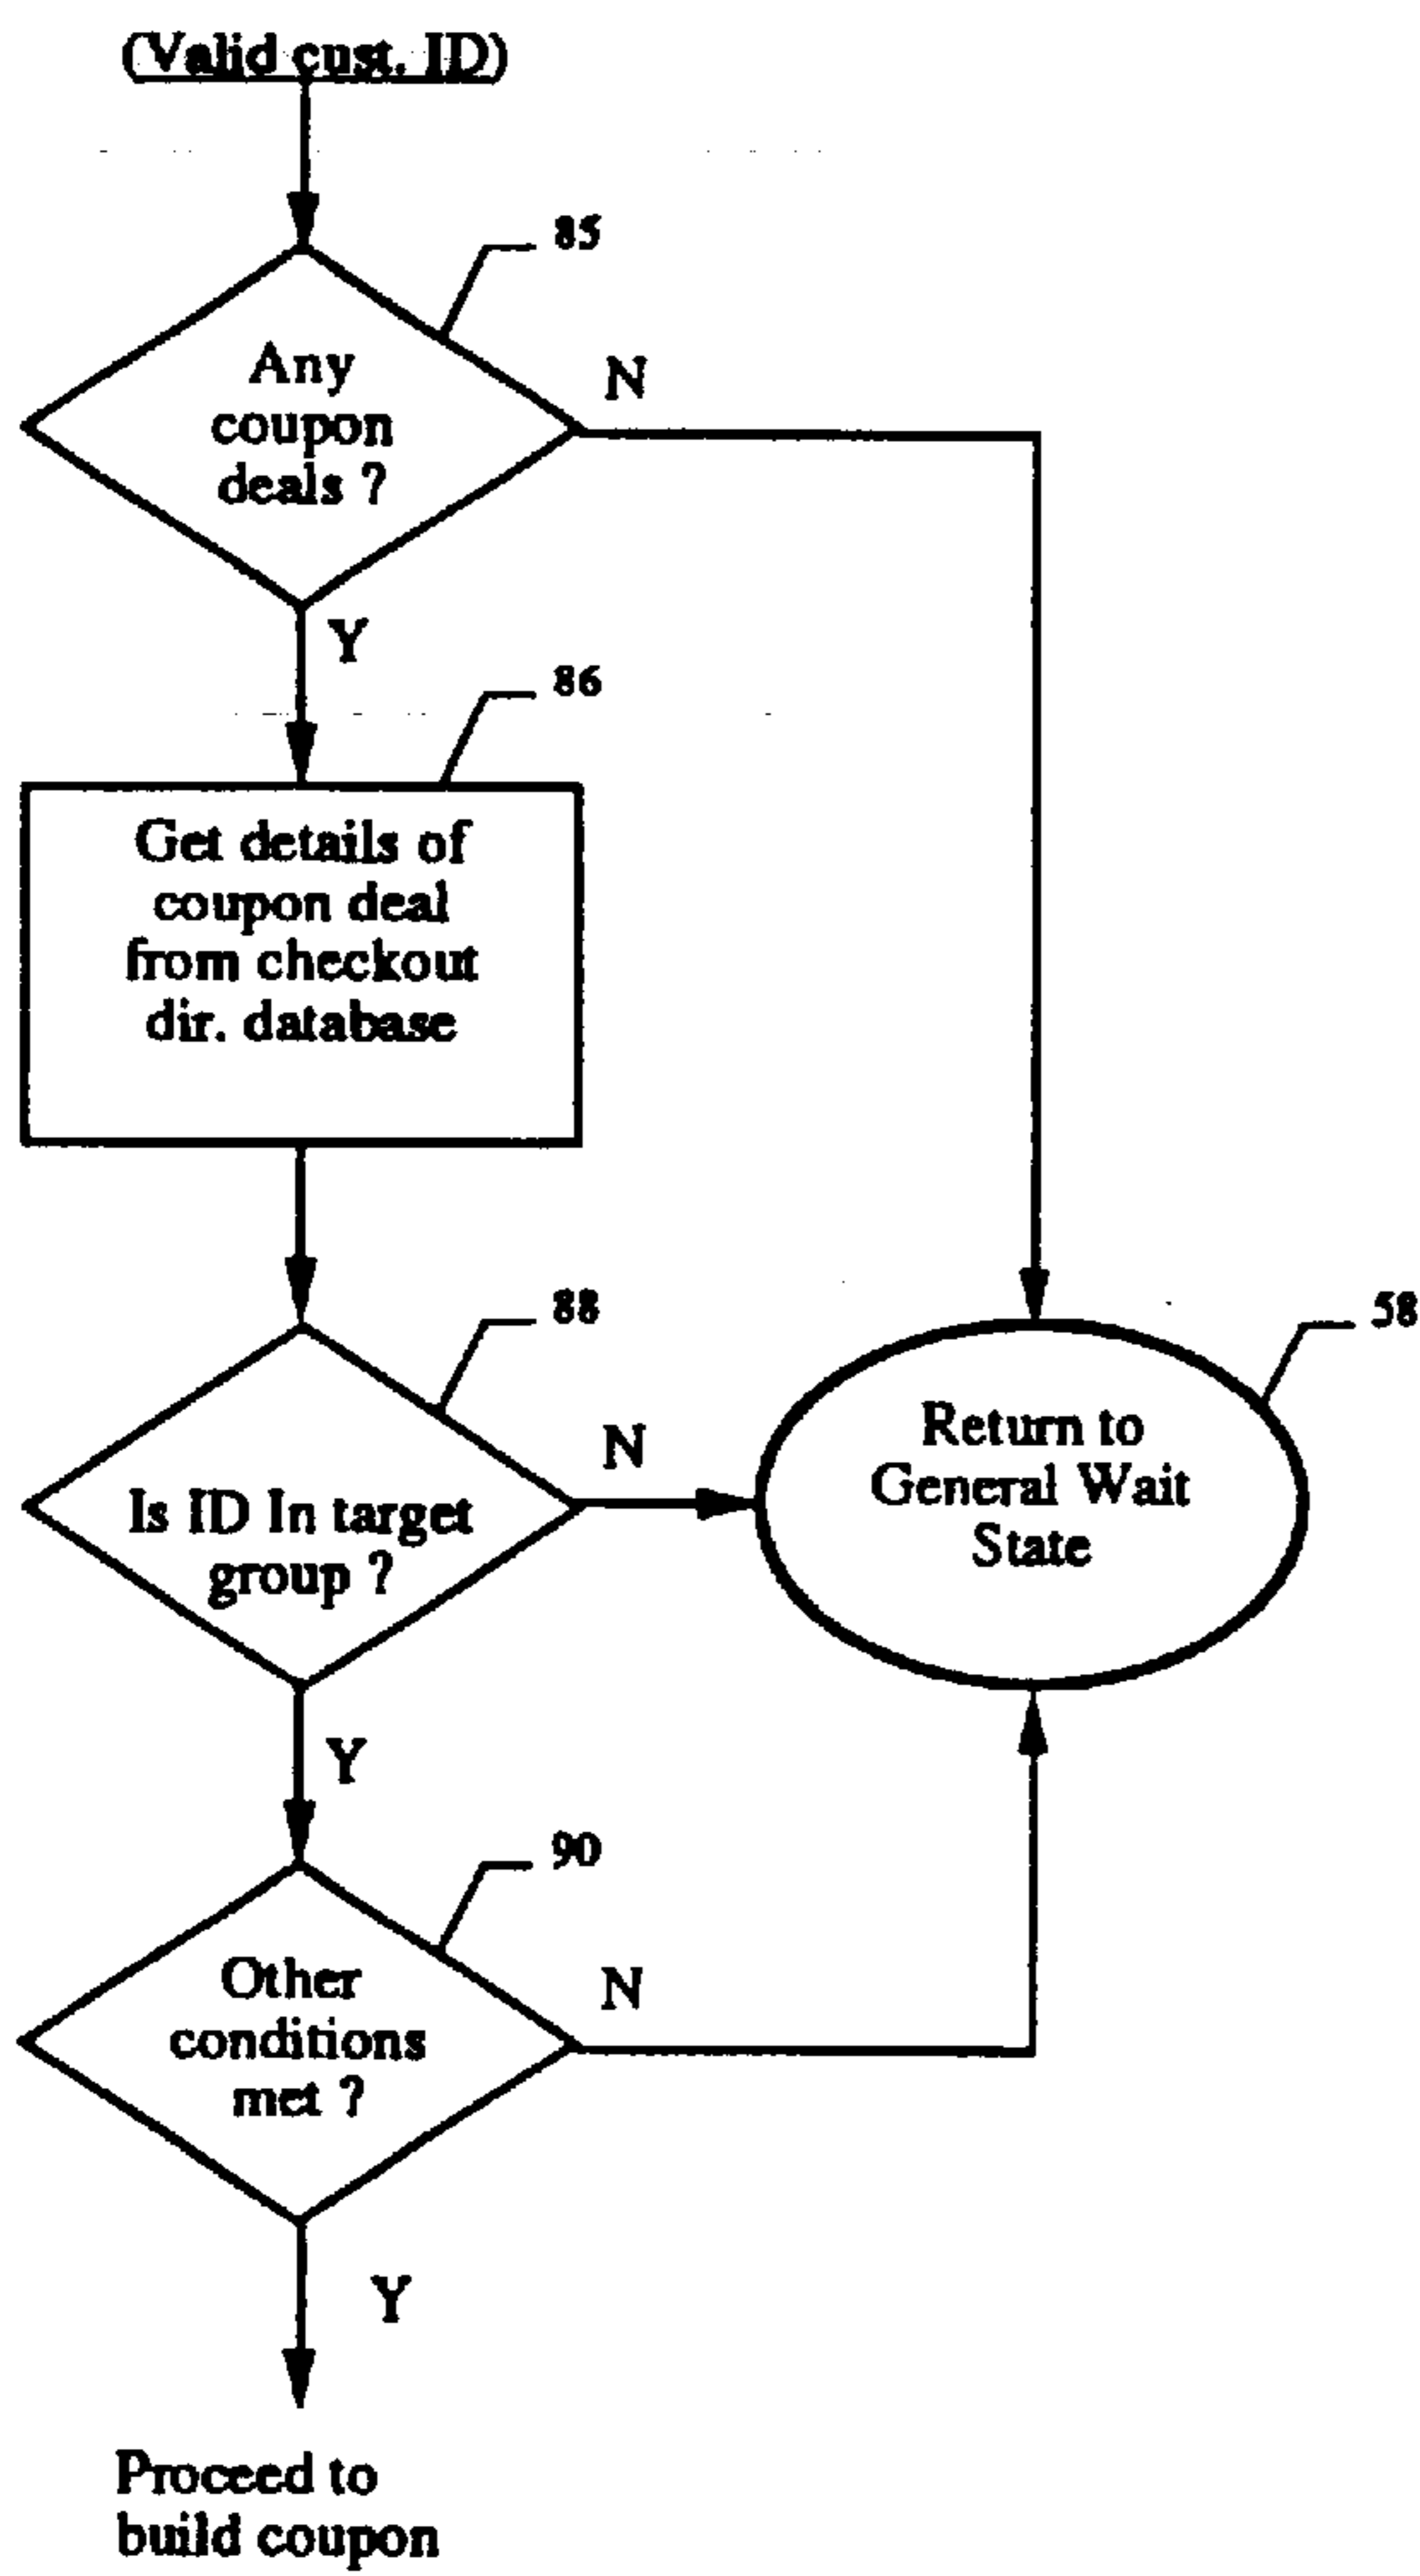 (Valid cust. ID)
85
Any
coupon
deals ?
N
Y
86
Get details of
coupon deal
from checkout
dir. database
88
58
Is ID In target
group ?
N
Return to
General Wait
State
Y
90
Other
conditions
met ?
N
Y
Proceed to
build coupon